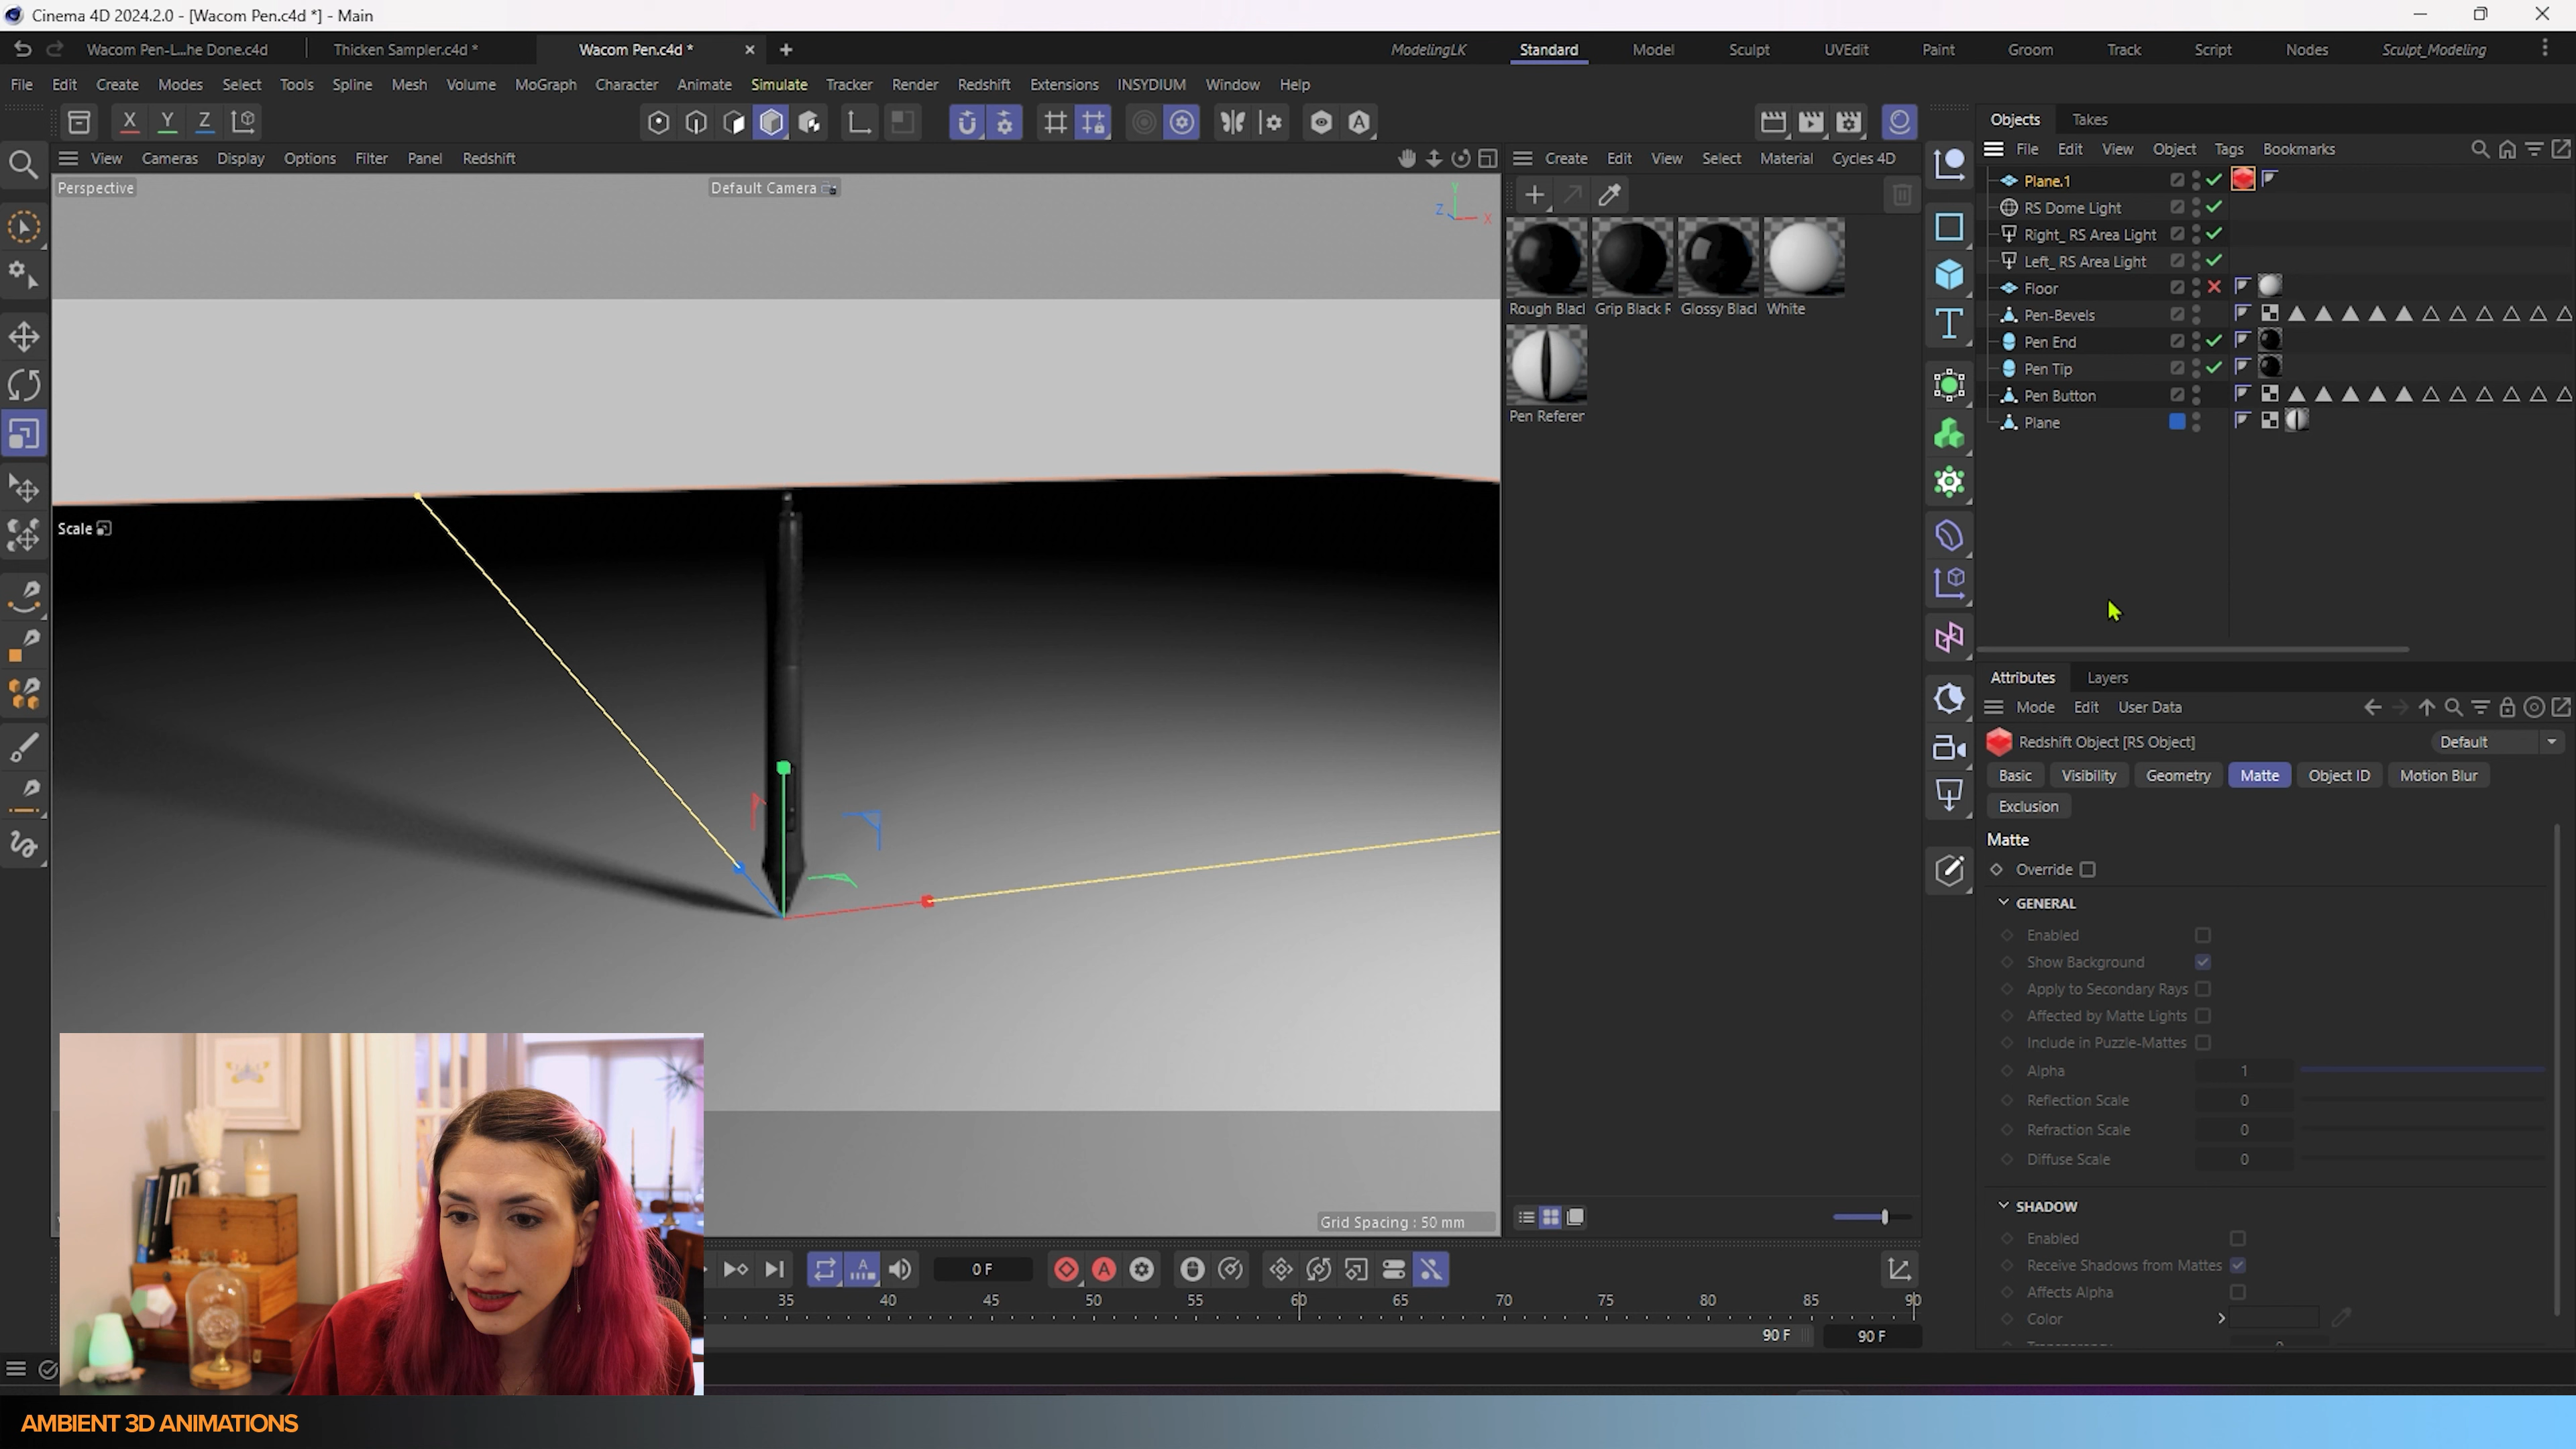 Cinema 4D 2024.2.0 - [Wacom Pen.c4d *] - Main
Wacom Pen-L...he Done.c4d
Thicken Sampler.c4d *
Wacom Pen.c4d *
ModelingLK
Standard
Model
Sculpt
UVEdit
Paint
Groom
Track
Script
Nodes
Sculpt_Modeling
File Edit Create Modes Select Tools Spline Mesh Volume MoGraph Character Animate Simulate Tracker Render Redshift Extensions INSYDIUM Window Help
X Y Z
View Cameras Display Options Filter Panel Redshift
Perspective
Default Camera
Y
Z
X
Scale
Grid Spacing : 50 mm
Create Edit View Select Material Cycles 4D
Rough Blacl
Grip Black F
Glossy Blacl
White
Pen Referer
Objects Takes
File Edit View Object Tags Bookmarks
Plane.1
RS Dome Light
Right_ RS Area Light
Left_ RS Area Light
Floor
Pen-Bevels
Pen End
Pen Tip
Pen Button
Plane
Attributes Layers
Mode Edit User Data
Redshift Object [RS Object]
Default
Basic Visibility Geometry Matte Object ID Motion Blur
Exclusion
Matte
Override
GENERAL
Enabled
Show Background
Apply to Secondary Rays
Affected by Matte Lights
Include in Puzzle-Mattes
Alpha 1
Reflection Scale 0
Refraction Scale 0
Diffuse Scale 0
SHADOW
Enabled
Receive Shadows from Mattes
Affects Alpha
Color
0 F
35 40 45 50 55 60 65 70 75 80 85 90
90 F
90 F
AMBIENT 3D ANIMATIONS